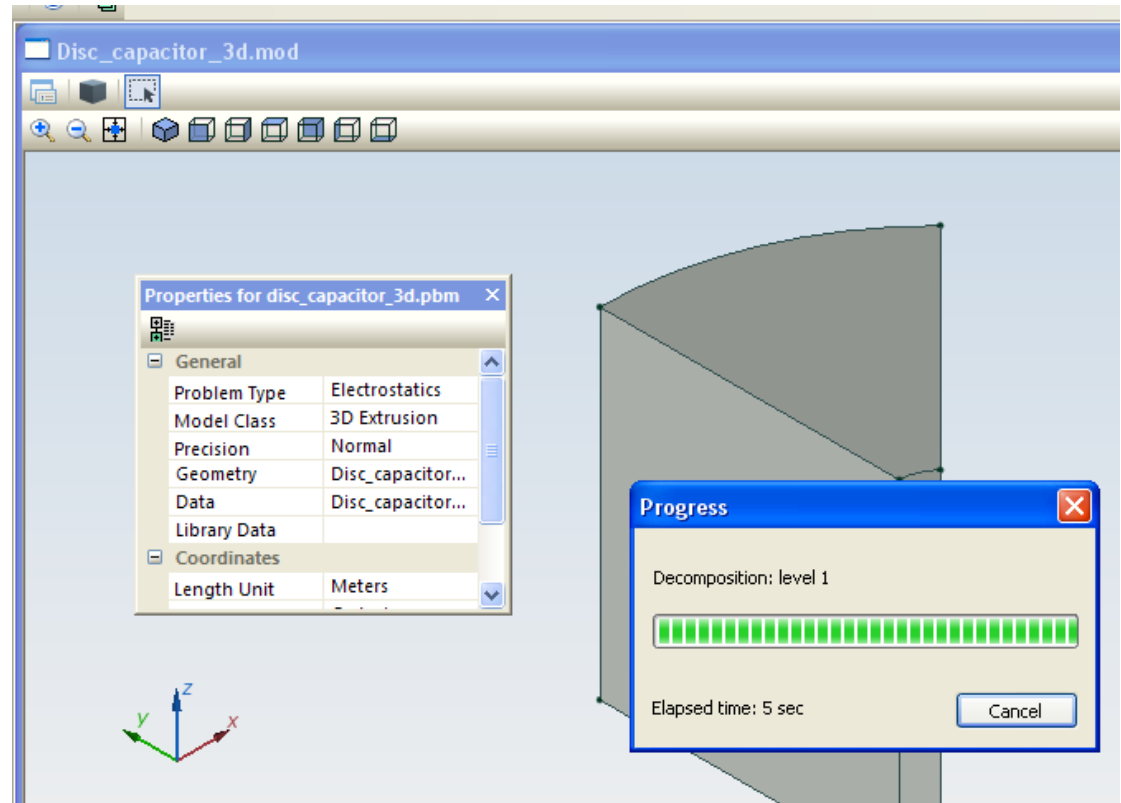 Disc_capacitor_3d.mod
Properties for disc_capacitor_3d.pbm
General
Problem Type Electrostatics
Model Class 3D Extrusion
Precision Normal
Geometry Disc_capacitor...
Data Disc_capacitor...
Library Data
Coordinates
Length Unit Meters
Progress
Decomposition: level 1
Elapsed time: 5 sec
Cancel
z
y x